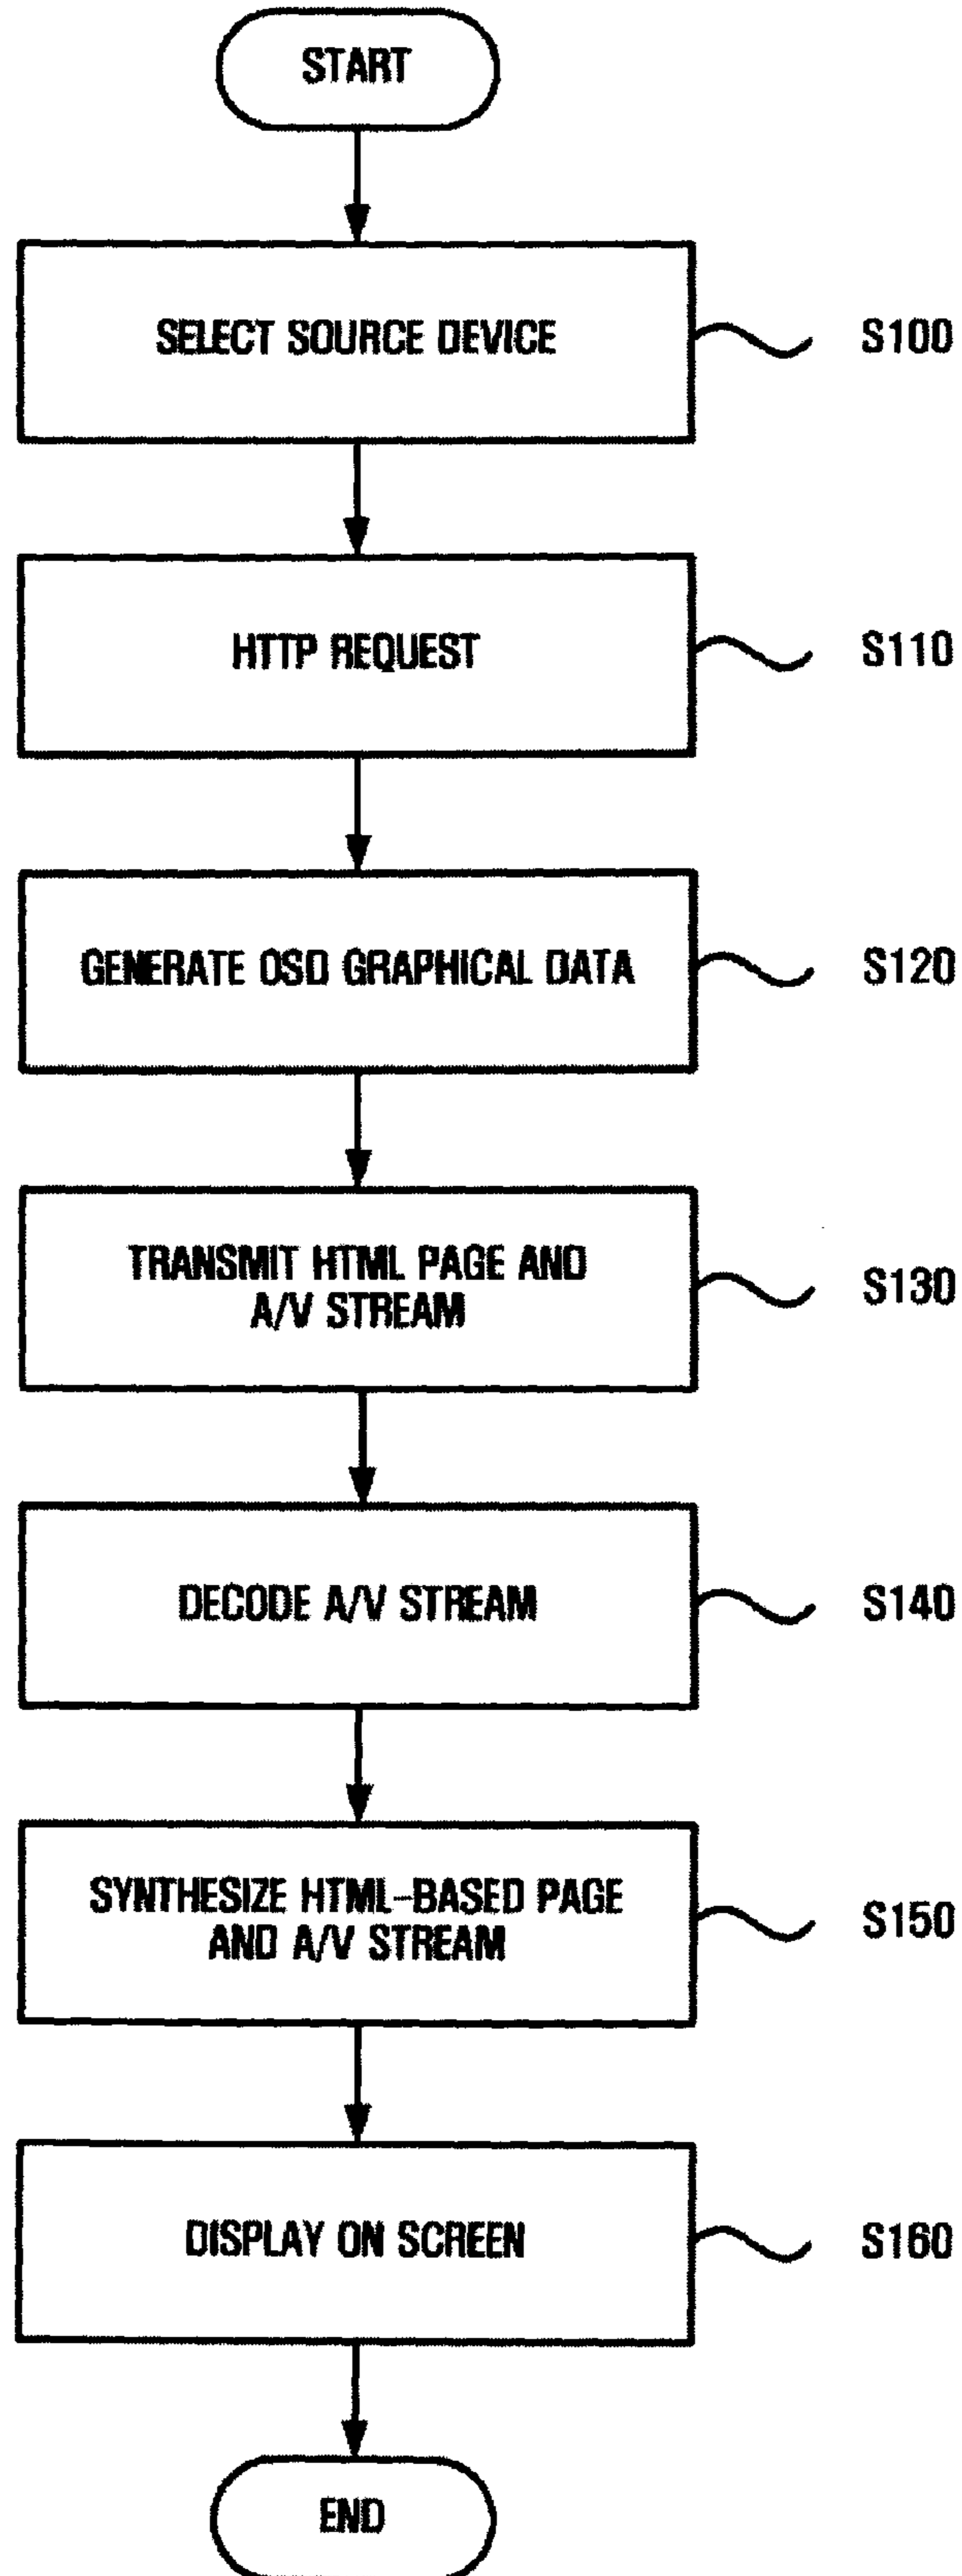 START
SELECT SOURCE DEVICE
S100
HTTP REQUEST
S110
GENERATE OSD GRAPHICAL DATA
S120
TRANSMIT HTML PAGE AND
A/V STREAM
S130
DECODE A/V STREAM
S140
SYNTHESIZE HTML-BASED PAGE
AND A/V STREAM
S150
DISPLAY ON SCREEN
S160
END